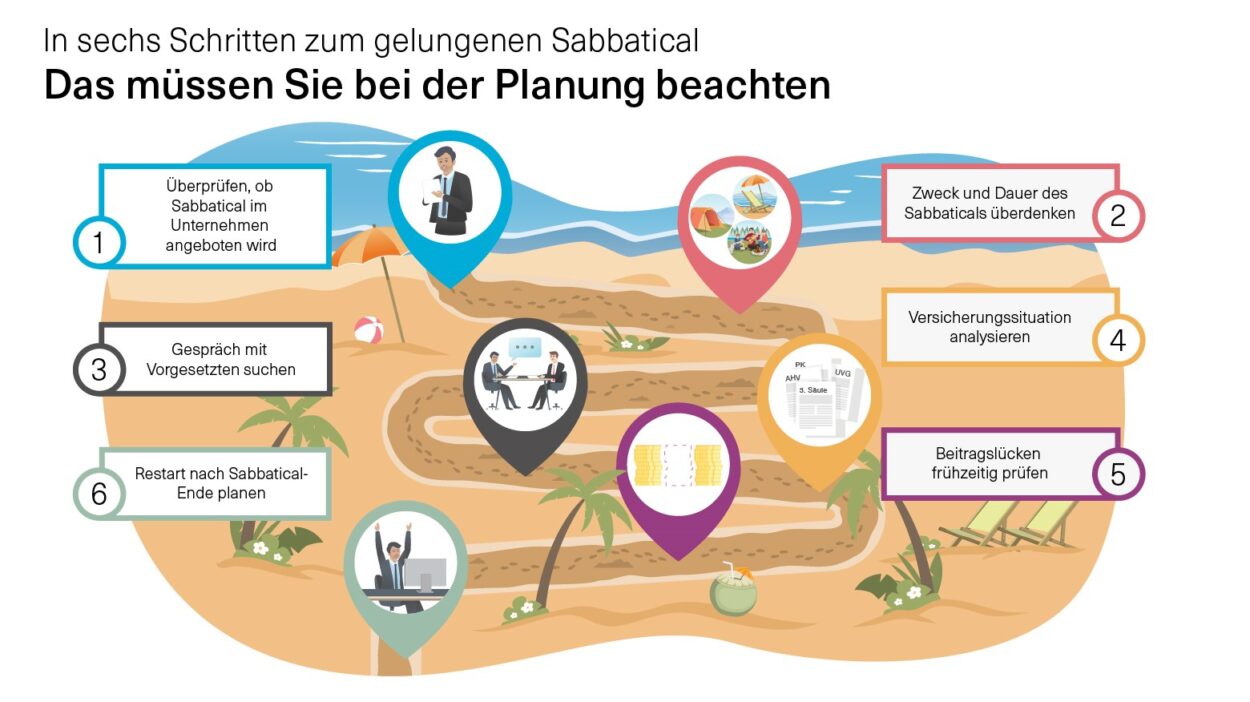 In sechs Schritten zum gelungenen Sabbatical
Das müssen Sie bei der Planung beachten
1
Überprüfen, ob
Sabbatical im
Unternehmen
angeboten wird
2
Zweck und Dauer des
Sabbaticals überdenken
3
Gespräch mit
Vorgesetzten suchen
4
Versicherungssituation
analysieren
PK
AHV
UVG
3. Säule
5
Beitragslücken
frühzeitig prüfen
6
Restart nach Sabbatical-
Ende planen